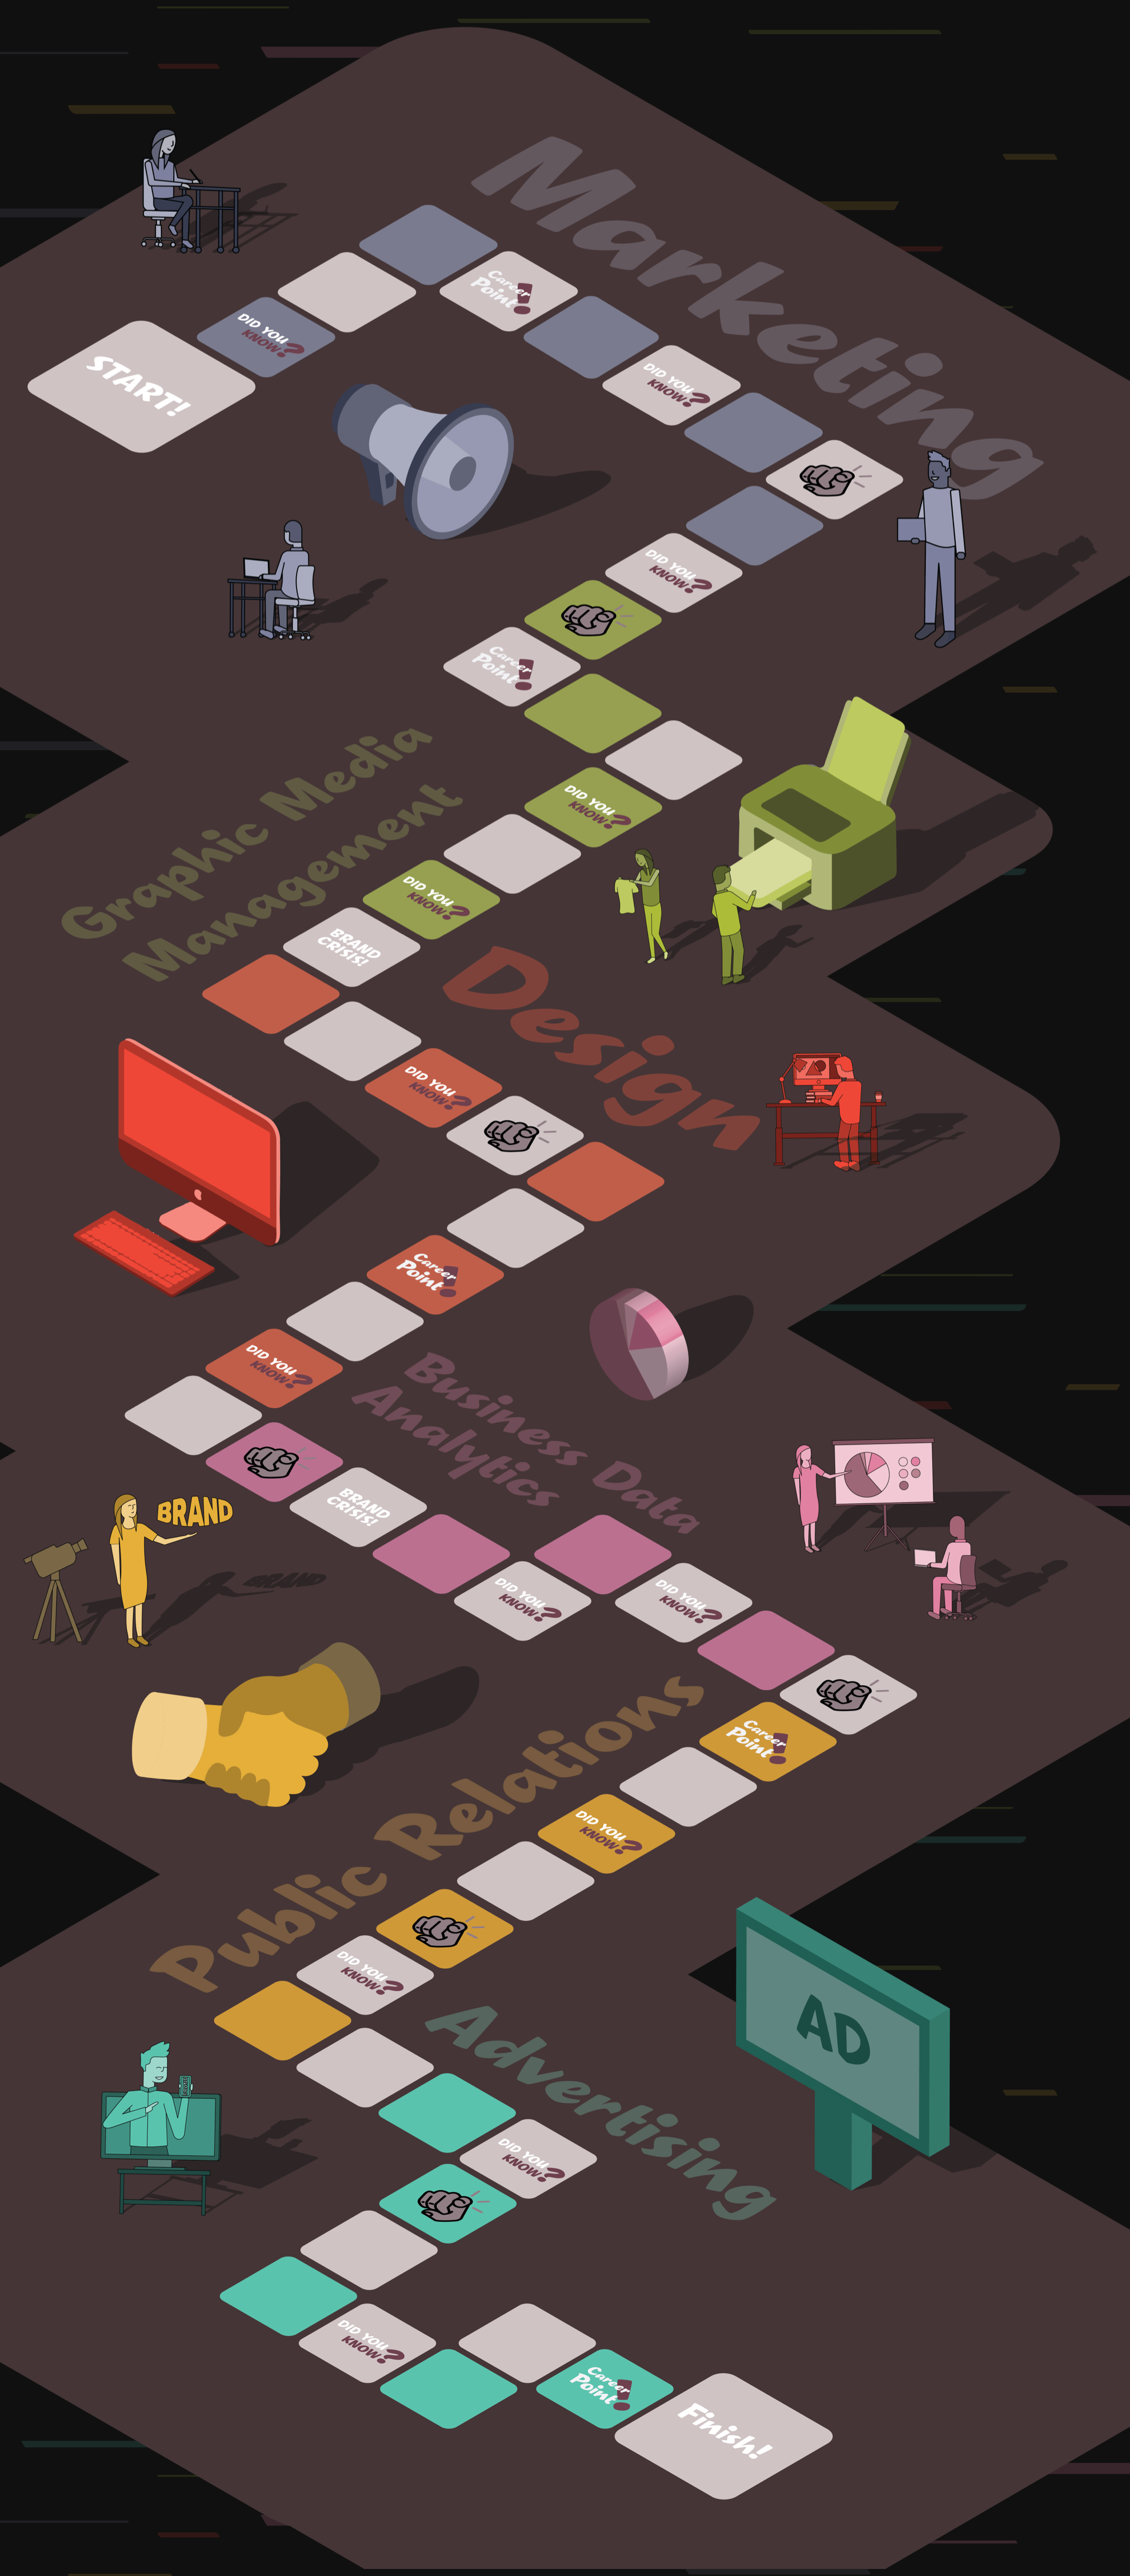 Marketing
Career
Point!
DID YOU
KNOW?
START!
DID YOU
KNOW?
DID YOU
KNOW?
Career
Point!
Graphic Media
Management
DID YOU
KNOW?
DID YOU
KNOW?
BRAND
CRISIS!
Design
DID YOU
KNOW?
Career
Point!
DID YOU
KNOW?
Business Data
Analytics
BRAND
CRISIS!
BRAND
BRAND
DID YOU
KNOW?
DID YOU
KNOW?
Public Relations
Career
Point!
DID YOU
KNOW?
DID YOU
KNOW?
AD
Advertising
DID YOU
KNOW?
DID YOU
KNOW?
Career
Point!
Finish!